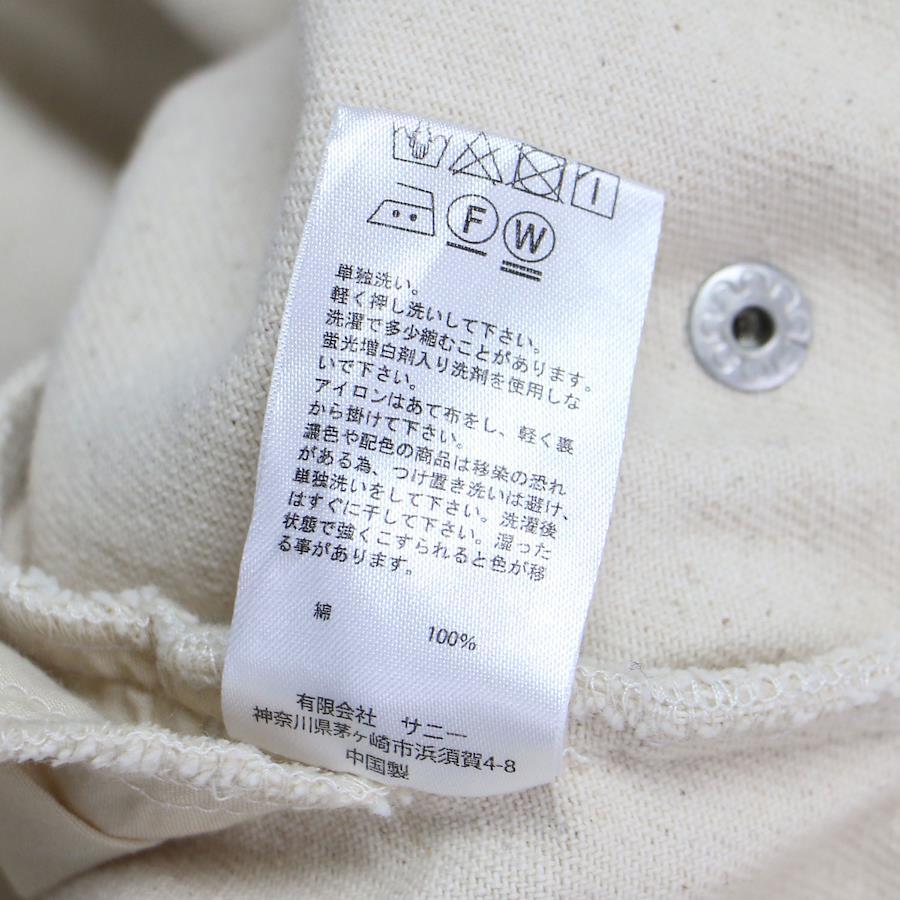 F W
単独洗い。
軽く押し洗いして下さい。
洗濯で多少縮むことがあります。
蛍光増白剤入り洗剤を使用しな
いで下さい。
アイロンはあて布をし、軽く裏
から掛けて下さい。
濃色や配色の商品は移染の恐れ
がある為、つけ置き洗いは避け、
単独洗いをして下さい。洗濯後
はすぐに干して下さい。湿った
状態で強くこすられると色が移
る事があります。
綿 100%
有限会社 サニー
神奈川県茅ヶ崎市浜須賀4-8
中国製